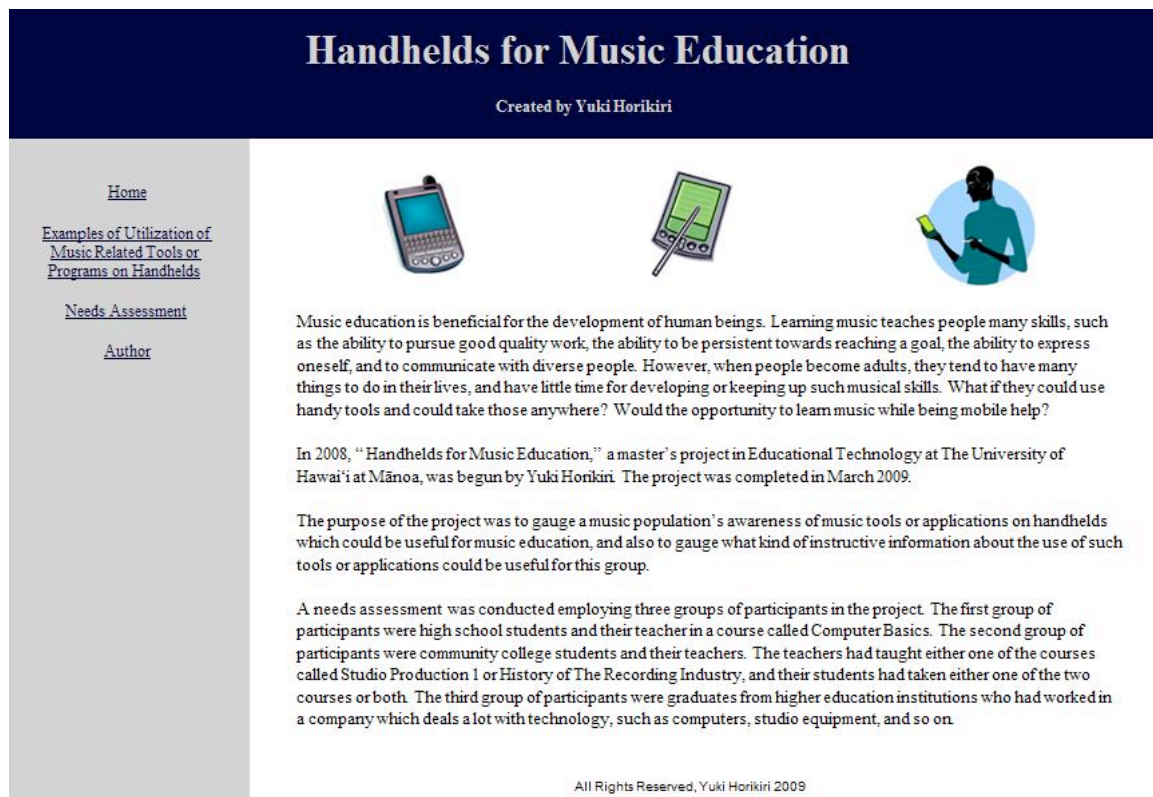 Handhelds for Music Education
Created by Yuki Horikiri
Home
Examples of Utilization of
Music Related Tools or
Programs on Handhelds
Needs Assessment
Author
Music education is beneficial for the development of human beings. Learning music teaches people many skills, such
as the ability to pursue good quality work, the ability to be persistent towards reaching a goal, the ability to express
oneself, and to communicate with diverse people. However, when people become adults, they tend to have many
things to do in their lives, and have little time for developing or keeping up such musical skills. What if they could use
handy tools and could take those anywhere? Would the opportunity to learn music while being mobile help?
In 2008, “Handhelds for Music Education,” a master’s project in Educational Technology at The University of
Hawai‘i at Mānoa, was begun by Yuki Horikiri. The project was completed in March 2009.
The purpose of the project was to gauge a music population’s awareness of music tools or applications on handhelds
which could be useful for music education, and also to gauge what kind of instructive information about the use of such
tools or applications could be useful for this group.
A needs assessment was conducted employing three groups of participants in the project. The first group of
participants were high school students and their teacher in a course called Computer Basics. The second group of
participants were community college students and their teachers. The teachers had taught either one of the courses
called Studio Production 1 or History of The Recording Industry, and their students had taken either one of the two
courses or both. The third group of participants were graduates from higher education institutions who had worked in
a company which deals a lot with technology, such as computers, studio equipment, and so on.
All Rights Reserved, Yuki Horikiri 2009